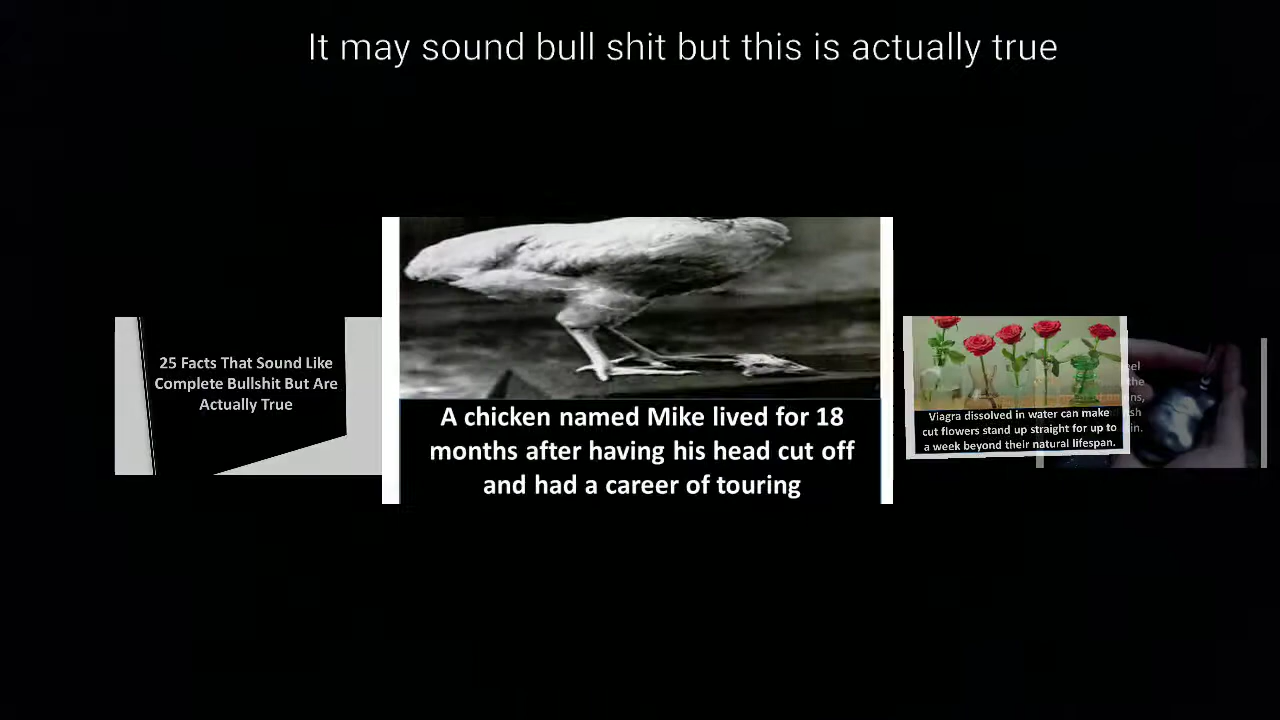 It may sound bull shit but this is actually true
25 Facts That Sound Like
Complete Bullshit But Are
Actually True
A chicken named Mike lived for 18
months after having his head cut off
and had a career of touring
Viagra dissolved in water can make
cut flowers stand up straight for up to
a week beyond their natural lifespan.